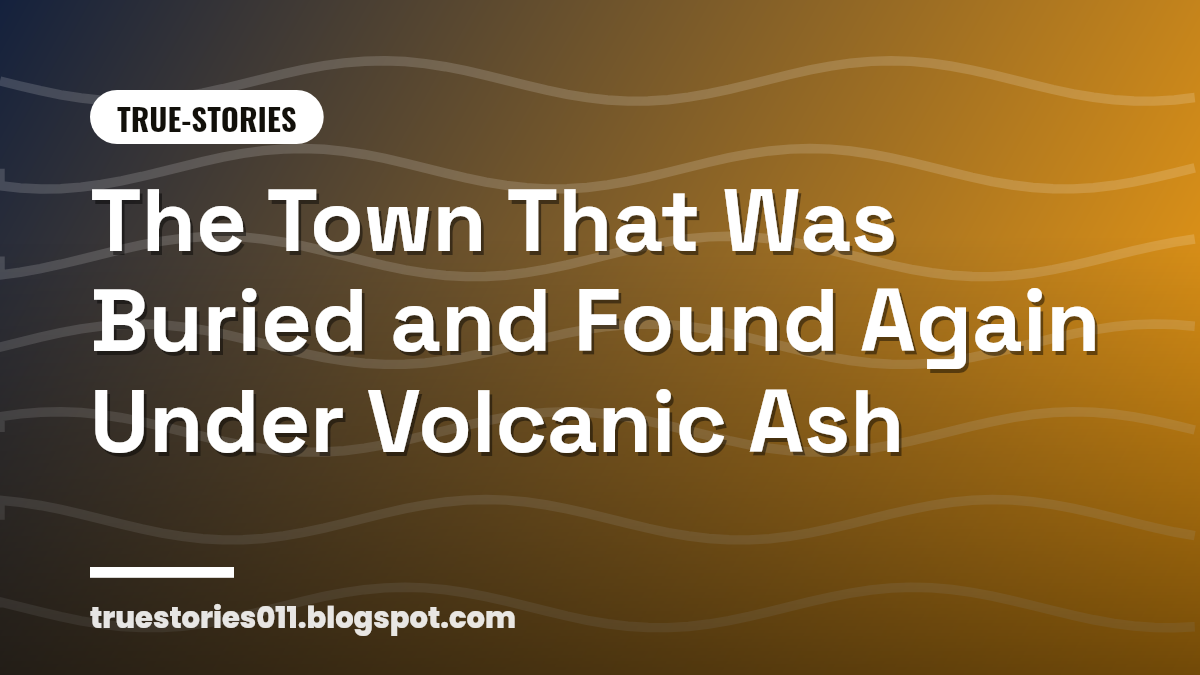 TRUE-STORIES
The Town That Was
Buried and Found Again
Under Volcanic Ash
truestories011.blogspot.com